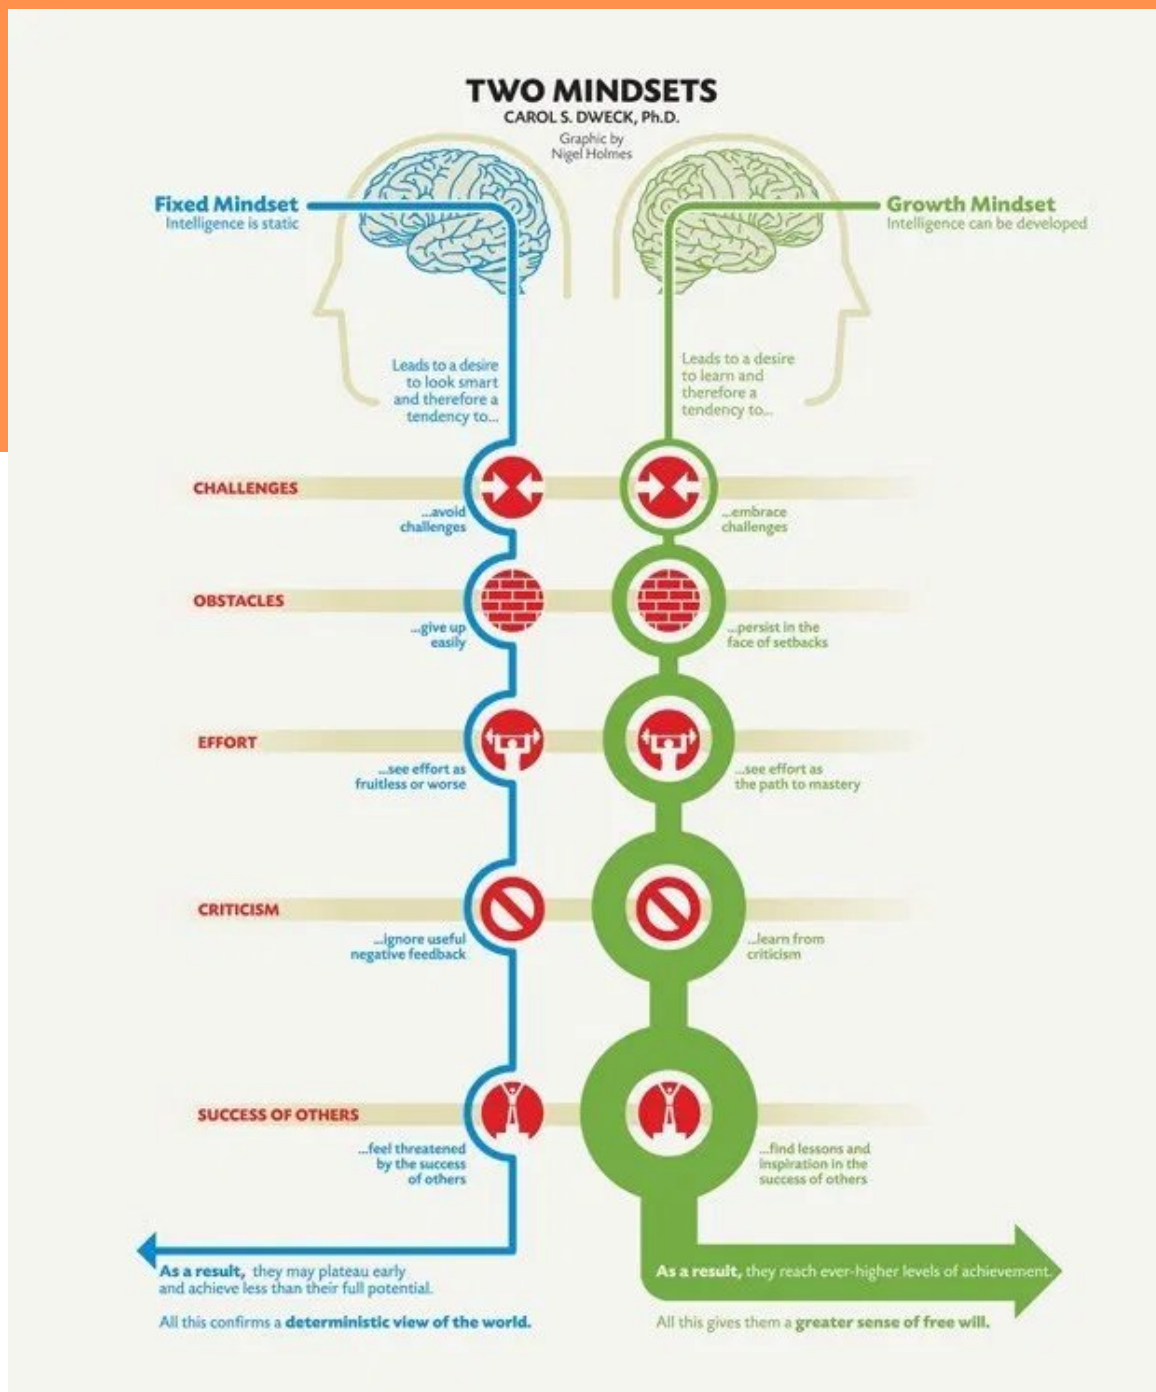 TWO MINDSETS
CAROL S. DWECK, Ph.D.
Graphic by
Nigel Holmes
Fixed Mindset
Intelligence is static
Growth Mindset
Intelligence can be developed
Leads to a desire
to look smart
and therefore a
tendency to...
Leads to a desire
to learn and
therefore a
tendency to...
CHALLENGES
...avoid
challenges
...embrace
challenges
OBSTACLES
...give up
easily
...persist in the
face of setbacks
EFFORT
...see effort as
fruitless or worse
...see effort as
the path to mastery
CRITICISM
...ignore useful
negative feedback
...learn from
criticism
SUCCESS OF OTHERS
...feel threatened
by the success
of others
...find lessons and
inspiration in the
success of others
As a result, they may plateau early
and achieve less than their full potential.
All this confirms a deterministic view of the world.
As a result, they reach ever-higher levels of achievement.
All this gives them a greater sense of free will.